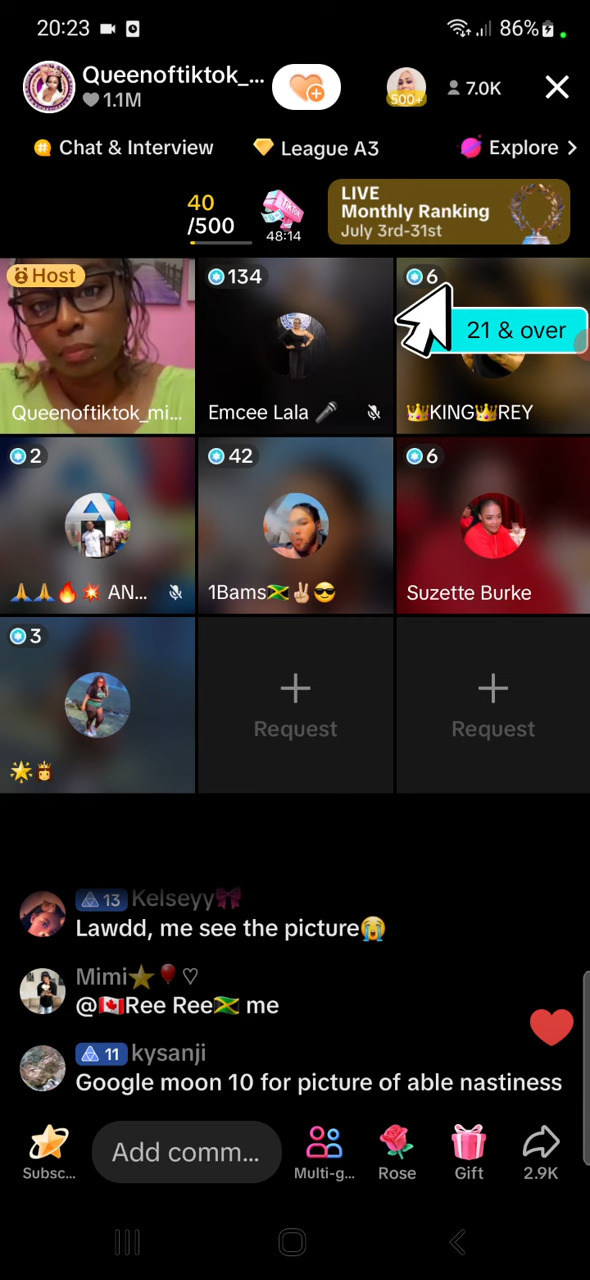 20:23
86%
Queenoftiktok_...
1.1M
500+
7.0K
Chat & Interview
League A3
Explore
40
/500
TikTok
48:14
LIVE
Monthly Ranking
July 3rd-31st
Host
134
6
21 & over
Queenoftiktok_mi...
Emcee Lala 🎤
👑KING👑REY
2
42
6
🙏🙏🔥💥 AN...
1Bams🇯🇲✌🏽😎
Suzette Burke
3
🌟👸
Request
Request
13 Kelseyy🎀
Lawdd, me see the picture😭
Mimi⭐🎈♡
@🇨🇦Ree Ree🇯🇲 me
11 kysanji
Google moon 10 for picture of able nastiness
Subsc...
Add comm...
Multi-g...
Rose
Gift
2.9K